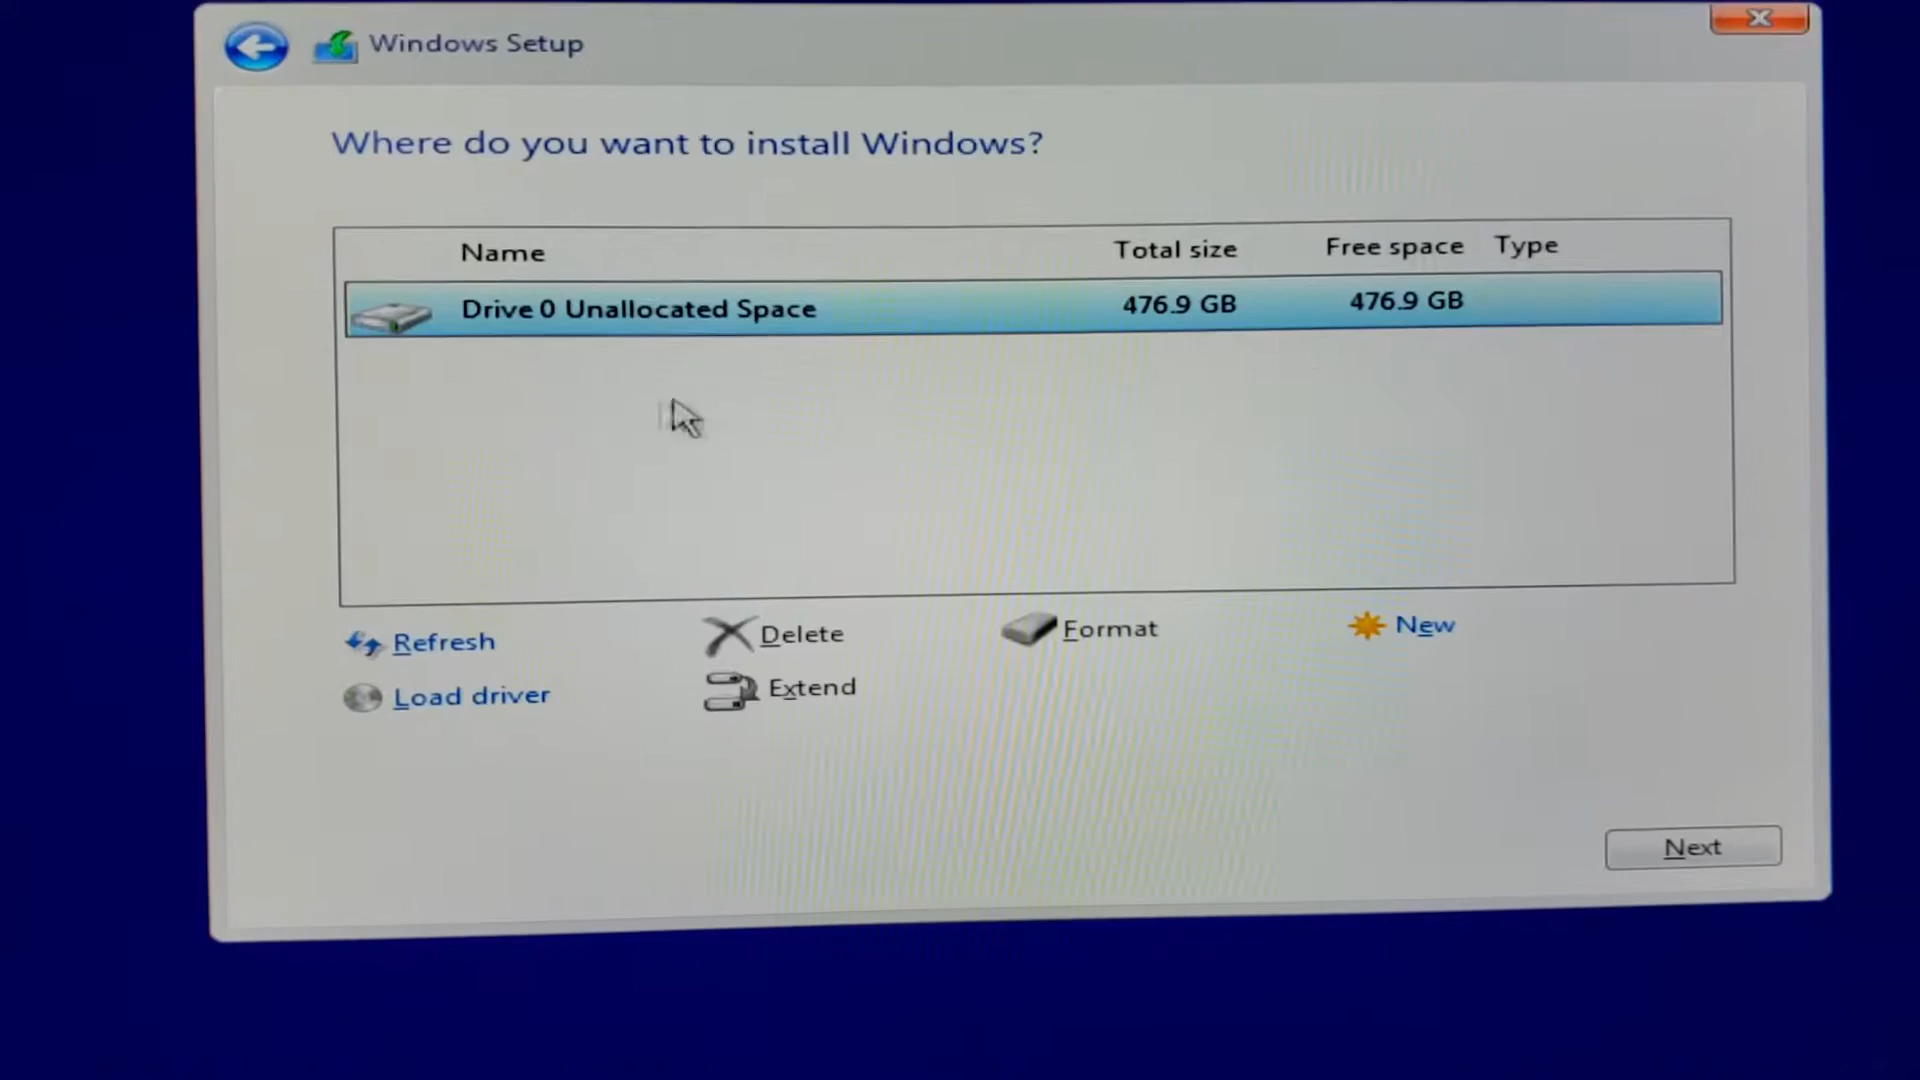 Windows Setup
Where do you want to install Windows?
Name Total size Free space Type
Drive 0 Unallocated Space 476.9 GB 476.9 GB
Refresh Delete Format New
Load driver Extend
Next